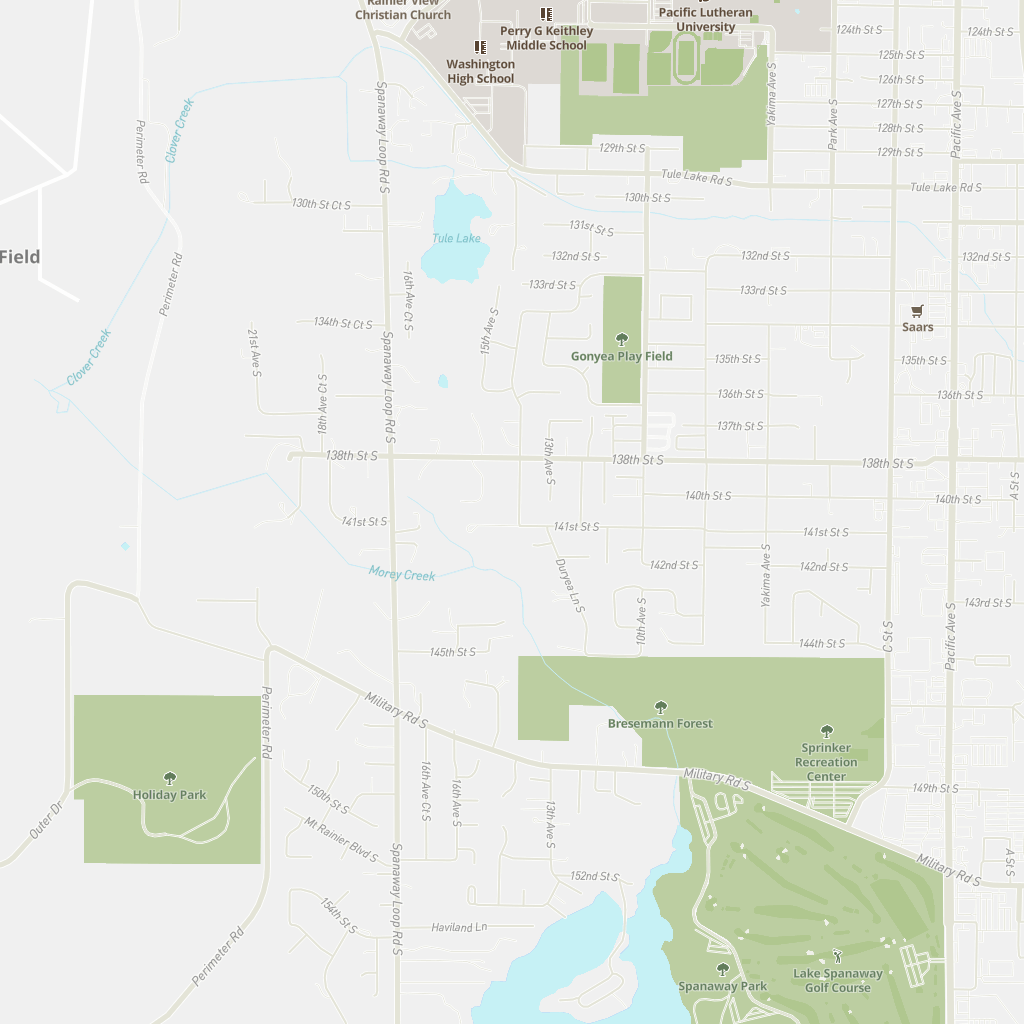 Rainier View
Christian Church
Perry G Keithley
Middle School
Pacific Lutheran
University
Washington
High School
124th St S
124th St S
125th St S
126th St S
127th St S
128th St S
129th St S
129th St S
Yakima Ave S
Park Ave S
Pacific Ave S
Clover Creek
Perimeter Rd
Spanaway Loop Rd S
Tule Lake Rd S
Tule Lake Rd S
130th St Ct S
130th St S
131st St S
Tule Lake
132nd St S
132nd St S
132nd St S
Field
Perimeter Rd
16th Ave Ct S
133rd St S
133rd St S
134th St Ct S
15th Ave S
Saars
21st Ave S
Clover Creek
Gonyea Play Field
135th St S
135th St S
18th Ave Ct S
Spanaway Loop Rd S
136th St S
136th St S
137th St S
138th St S
13th Ave S
138th St S
138th St S
A St S
140th St S
140th St S
141st St S
141st St S
141st St S
Morey Creek
Duryea Ln S
142nd St S
142nd St S
Yakima Ave S
10th Ave S
143rd St S
C St S
Pacific Ave S
144th St S
145th St S
Perimeter Rd
Military Rd S
Bresemann Forest
Sprinker
Recreation
Center
Holiday Park
Outer Dr
150th St S
Mt Rainier Blvd S
16th Ave Ct S
16th Ave S
13th Ave S
Military Rd S
149th St S
Military Rd S
A St S
152nd St S
Spanaway Loop Rd S
154th St S
Haviland Ln
Perimeter Rd
Spanaway Park
Lake Spanaway
Golf Course